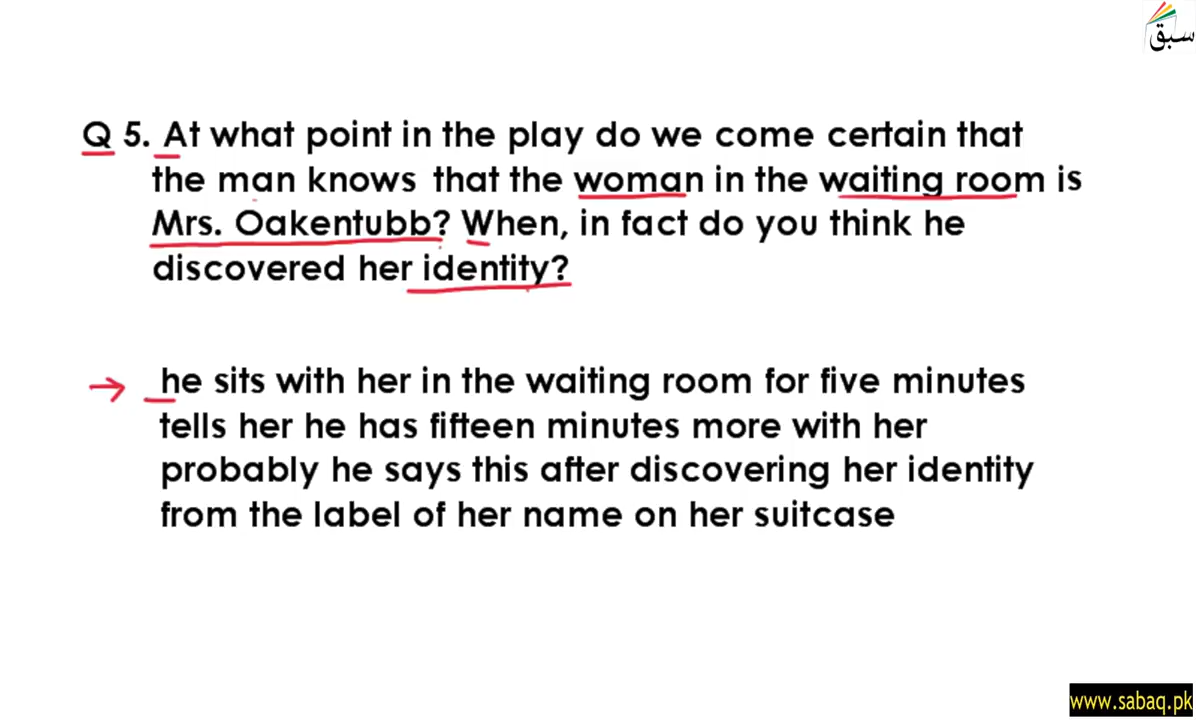 سبق
Q 5. At what point in the play do we come certain that
the man knows that the woman in the waiting room is
Mrs. Oakentubb? When, in fact do you think he
discovered her identity?
he sits with her in the waiting room for five minutes
tells her he has fifteen minutes more with her
probably he says this after discovering her identity
from the label of her name on her suitcase
www.sabaq.pk